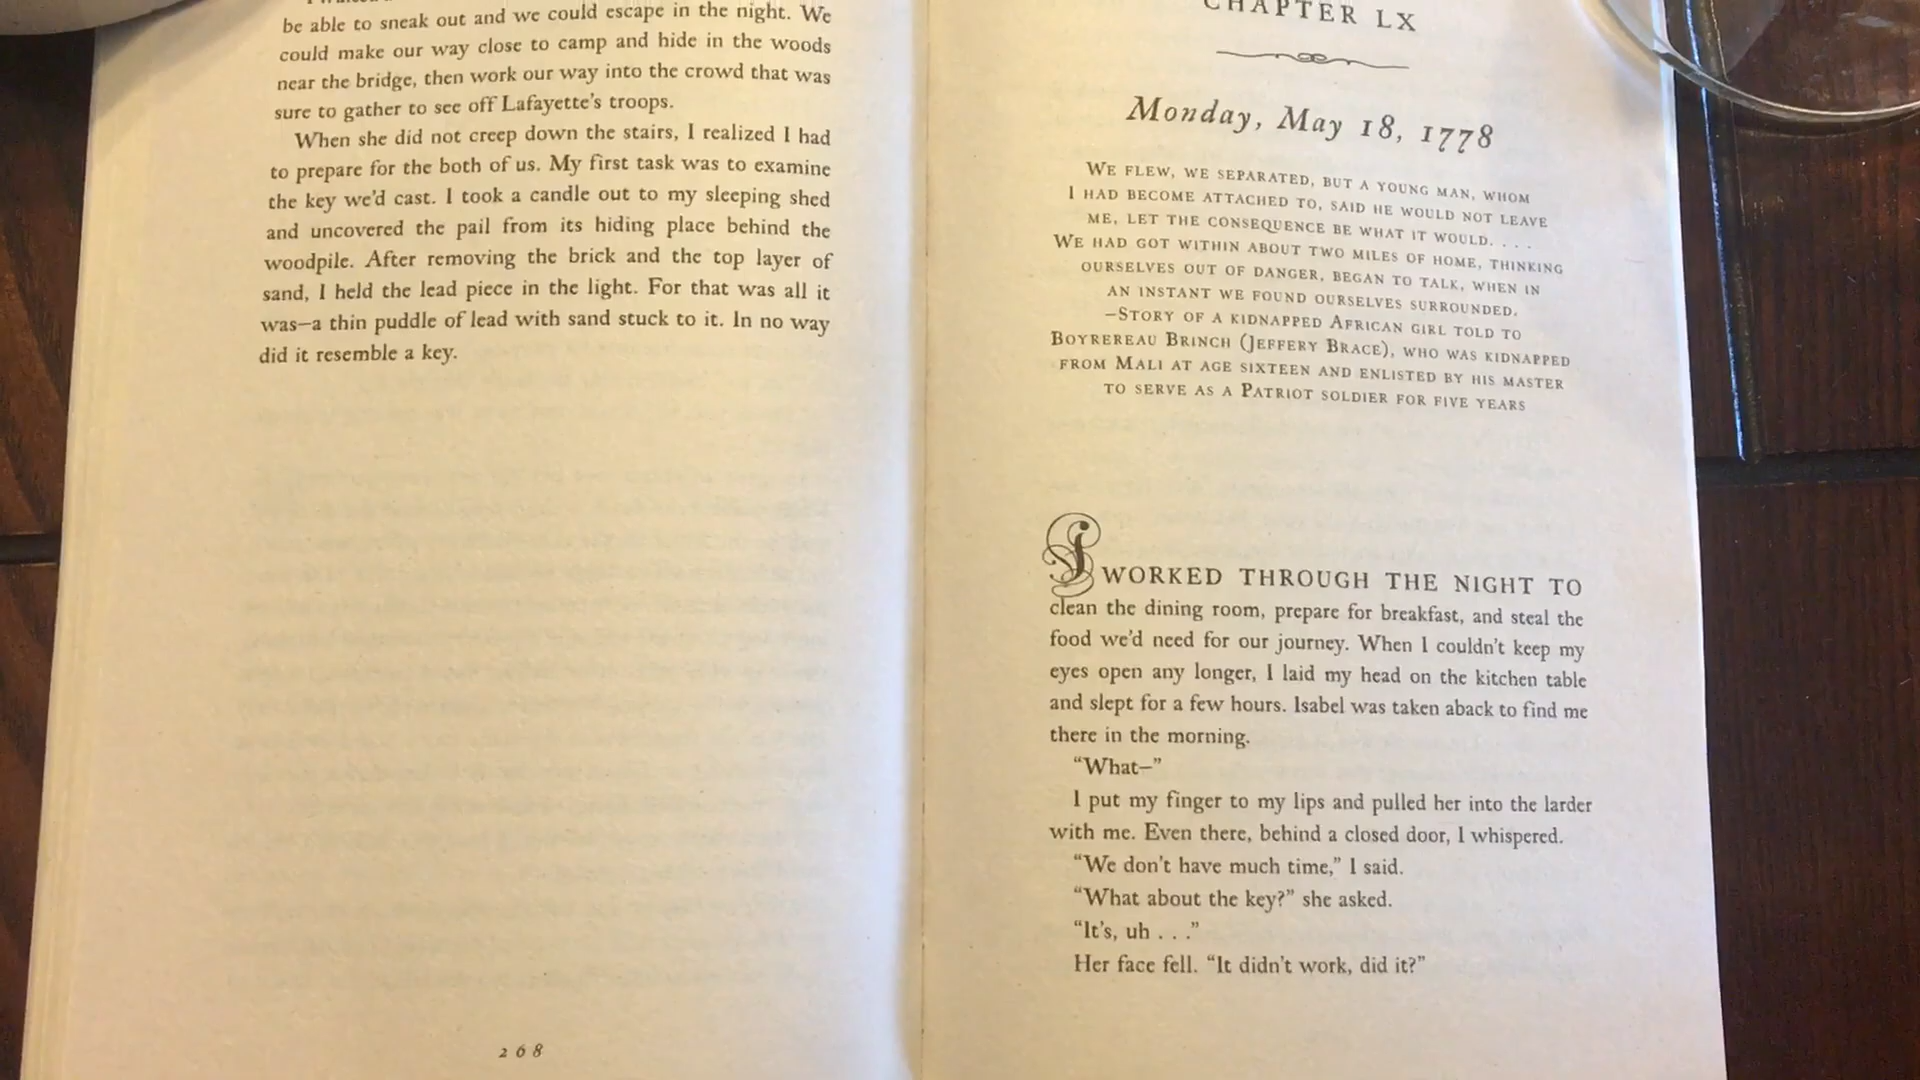 be able to sneak out and we could escape in the night. We
could make our way close to camp and hide in the woods
near the bridge, then work our way into the crowd that was
sure to gather to see off Lafayette's troops.
When she did not creep down the stairs, I realized I had
to prepare for the both of us. My first task was to examine
the key we'd cast. I took a candle out to my sleeping shed
and uncovered the pail from its hiding place behind the
woodpile. After removing the brick and the top layer of
sand, I held the lead piece in the light. For that was all it
was—a thin puddle of lead with sand stuck to it. In no way
did it resemble a key.
268
CHAPTER LX
Monday, May 18, 1778
WE FLEW, WE SEPARATED, BUT A YOUNG MAN, WHOM
I HAD BECOME ATTACHED TO, SAID HE WOULD NOT LEAVE
ME, LET THE CONSEQUENCE BE WHAT IT WOULD. . . .
WE HAD GOT WITHIN ABOUT TWO MILES OF HOME, THINKING
OURSELVES OUT OF DANGER, BEGAN TO TALK, WHEN IN
AN INSTANT WE FOUND OURSELVES SURROUNDED.
—STORY OF A KIDNAPPED AFRICAN GIRL TOLD TO
BOYREREAU BRINCH (JEFFERY BRACE), WHO WAS KIDNAPPED
FROM MALI AT AGE SIXTEEN AND ENLISTED BY HIS MASTER
TO SERVE AS A PATRIOT SOLDIER FOR FIVE YEARS
I WORKED THROUGH THE NIGHT TO
clean the dining room, prepare for breakfast, and steal the
food we'd need for our journey. When I couldn't keep my
eyes open any longer, I laid my head on the kitchen table
and slept for a few hours. Isabel was taken aback to find me
there in the morning.
"What—"
I put my finger to my lips and pulled her into the larder
with me. Even there, behind a closed door, I whispered.
"We don't have much time," I said.
"What about the key?" she asked.
"It's, uh . . ."
Her face fell. "It didn't work, did it?"